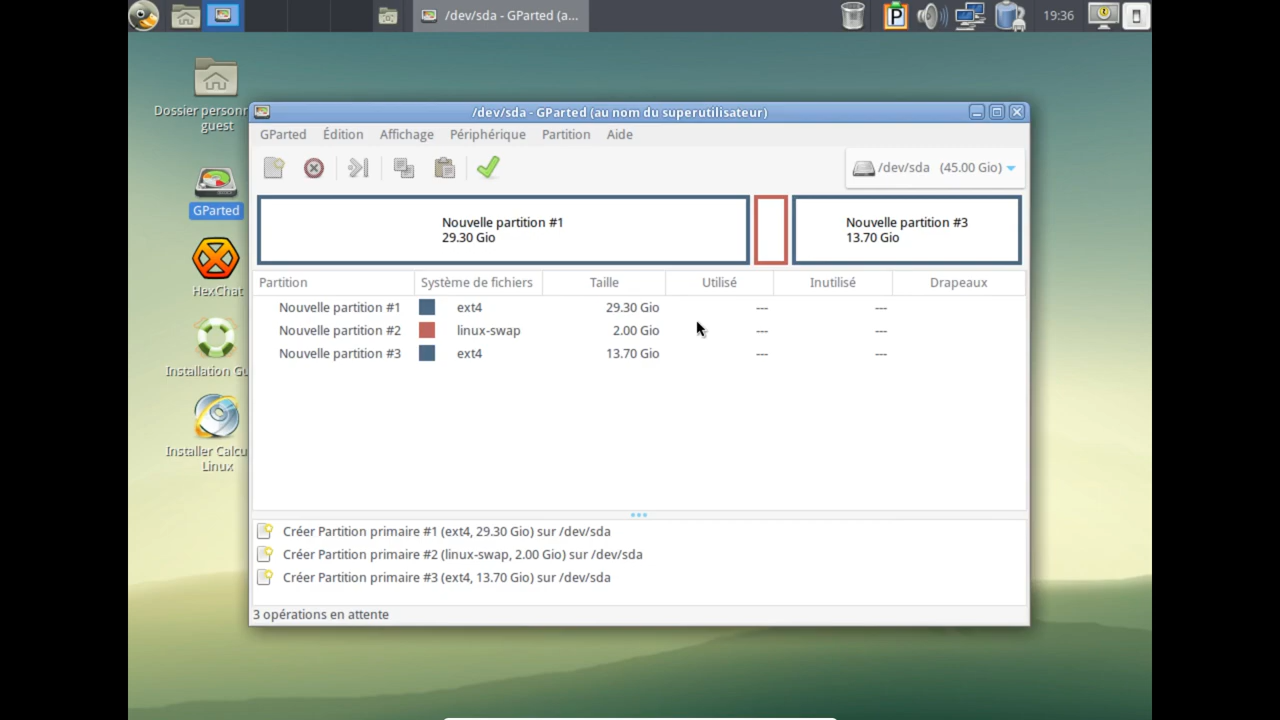 /dev/sda - GParted (a...
P
19:36
Dossier personn
guest
GParted
HexChat
Installation Gu
Installer Calcu
Linux
/dev/sda - GParted (au nom du superutilisateur)
GParted Édition Affichage Périphérique Partition Aide
/dev/sda (45.00 Gio)
Nouvelle partition #1
29.30 Gio
Nouvelle partition #3
13.70 Gio
Partition Système de fichiers Taille Utilisé Inutilisé Drapeaux
Nouvelle partition #1 ext4 29.30 Gio --- ---
Nouvelle partition #2 linux-swap 2.00 Gio --- ---
Nouvelle partition #3 ext4 13.70 Gio --- ---
Créer Partition primaire #1 (ext4, 29.30 Gio) sur /dev/sda
Créer Partition primaire #2 (linux-swap, 2.00 Gio) sur /dev/sda
Créer Partition primaire #3 (ext4, 13.70 Gio) sur /dev/sda
3 opérations en attente